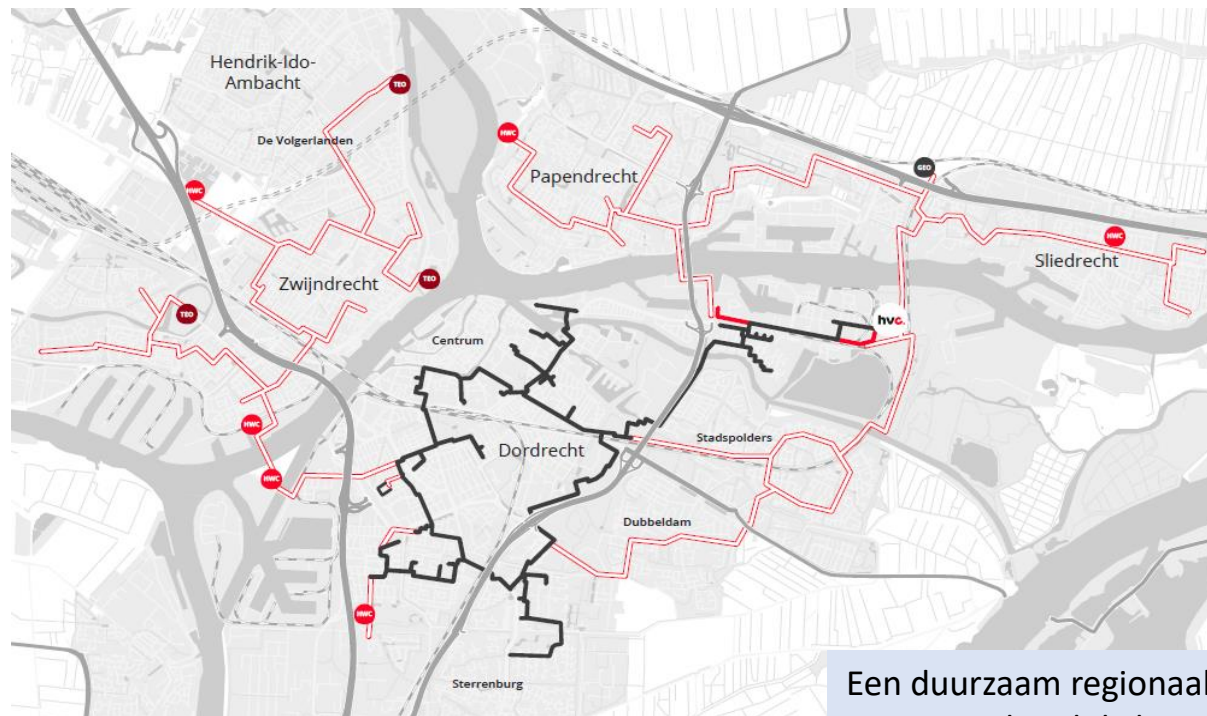 Hendrik-Ido-
Ambacht
TEO
De Volgerlanden
HWC
Papendrecht
GEO
HWC
HWC
Sliedrecht
Zwijndrecht
TEO
TEO
hvc.
Centrum
HWC
Stadspolders
Dordrecht
HWC
Dubbeldam
HWC
Sterrenburg
Een duurzaam regionaal